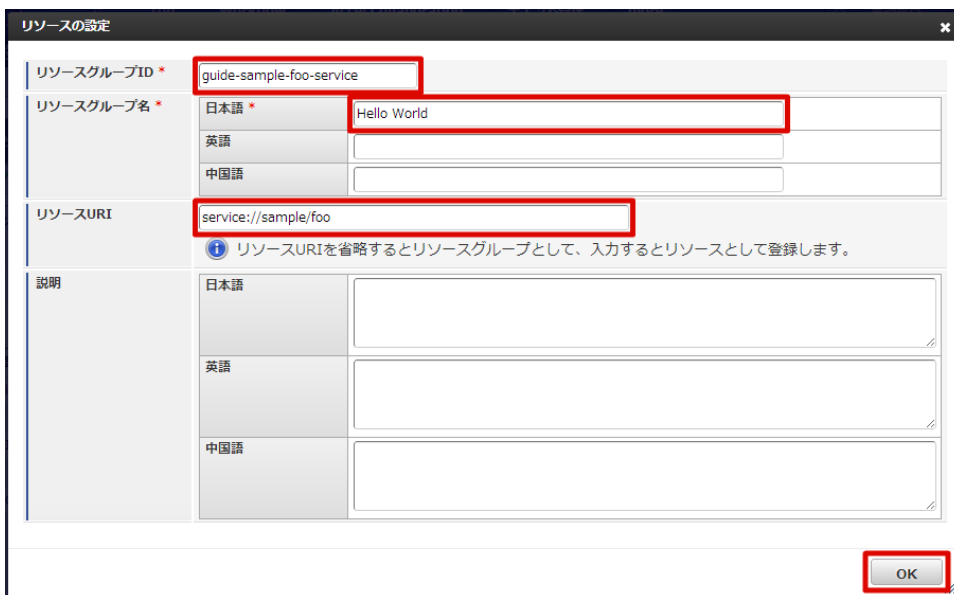 リソースの設定
リソースグループID *
guide-sample-foo-service
リソースグループ名 *
日本語 *
Hello World
英語
中国語
リソースURI
service://sample/foo
リソースURIを省略するとリソースグループとして、入力するとリソースとして登録します。
説明
日本語
英語
中国語
OK